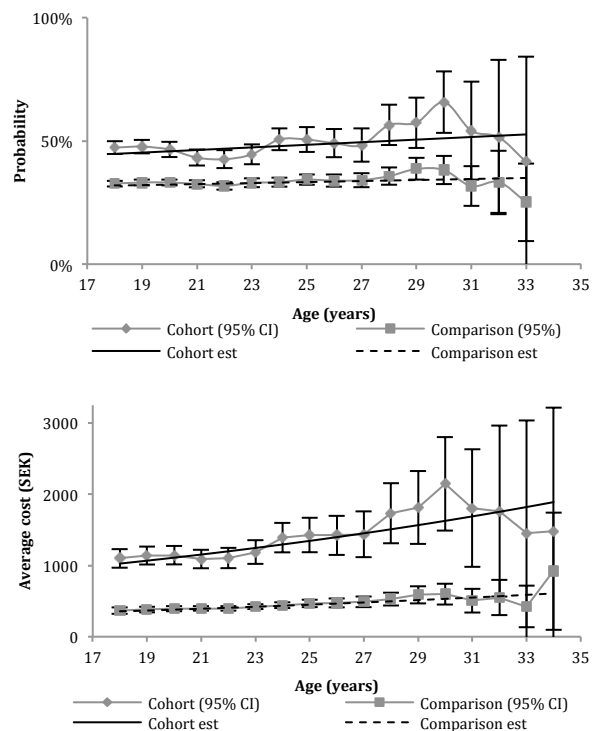 100%
50%
0%
Probability
17 19 21 23 25 27 29 31 33 35
Age (years)
Cohort (95% CI) Comparison (95%)
Cohort est Comparison est
3000
2000
1000
0
Average cost (SEK)
17 19 21 23 25 27 29 31 33 35
Age (years)
Cohort (95% CI) Comparison (95% CI)
Cohort est Comparison est